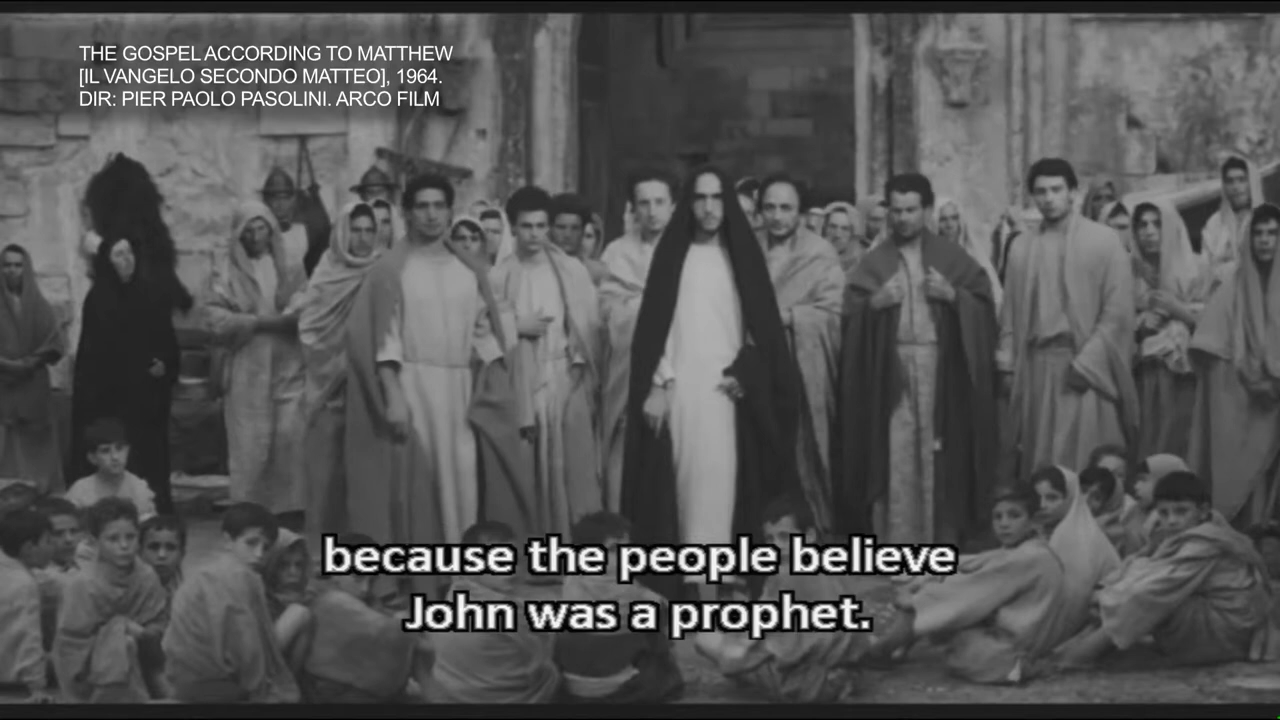 THE GOSPEL ACCORDING TO MATTHEW
[IL VANGELO SECONDO MATTEO], 1964.
DIR: PIER PAOLO PASOLINI. ARCO FILM
because the people believe
John was a prophet.